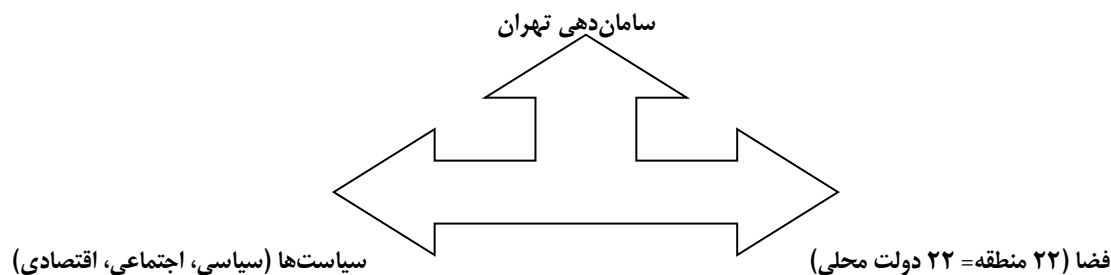 سامان‌دهی تهران
فضا (۲۲ منطقه= ۲۲ دولت محلی)
سیاست‌ها (سیاسی، اجتماعی، اقتصادی)